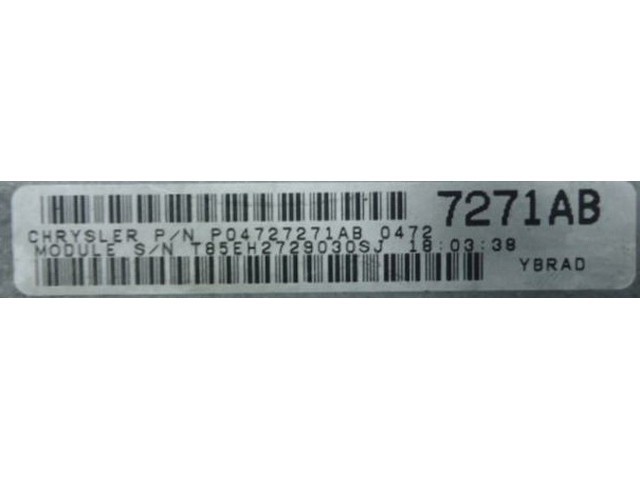 7271AB
CHRYSLER P/N P04727271AB 0472
MODULE S/N T85EH2729030SJ 18:03:38
YBRAD